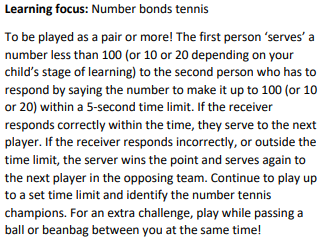 Learning focus: Number bonds tennis
To be played as a pair or more! The first person ‘serves’ a
number less than 100 (or 10 or 20 depending on your
child’s stage of learning) to the second person who has to
respond by saying the number to make it up to 100 (or 10
or 20) within a 5-second time limit. If the receiver
responds correctly within the time, they serve to the next
player. If the receiver responds incorrectly, or outside the
time limit, the server wins the point and serves again to
the next player in the opposing team. Continue to play up
to a set time limit and identify the number tennis
champions. For an extra challenge, play while passing a
ball or beanbag between you at the same time!